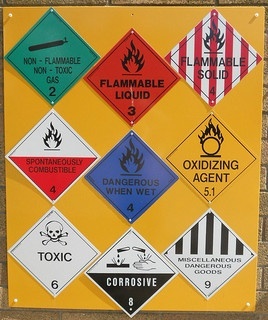 NON - FLAMMABLE
NON - TOXIC
GAS
2
FLAMMABLE
LIQUID
3
FLAMMABLE
SOLID
4
SPONTANEOUSLY
COMBUSTIBLE
4
DANGEROUS
WHEN WET
4
OXIDIZING
AGENT
5.1
TOXIC
6
CORROSIVE
8
MISCELLANEOUS
DANGEROUS
GOODS
9